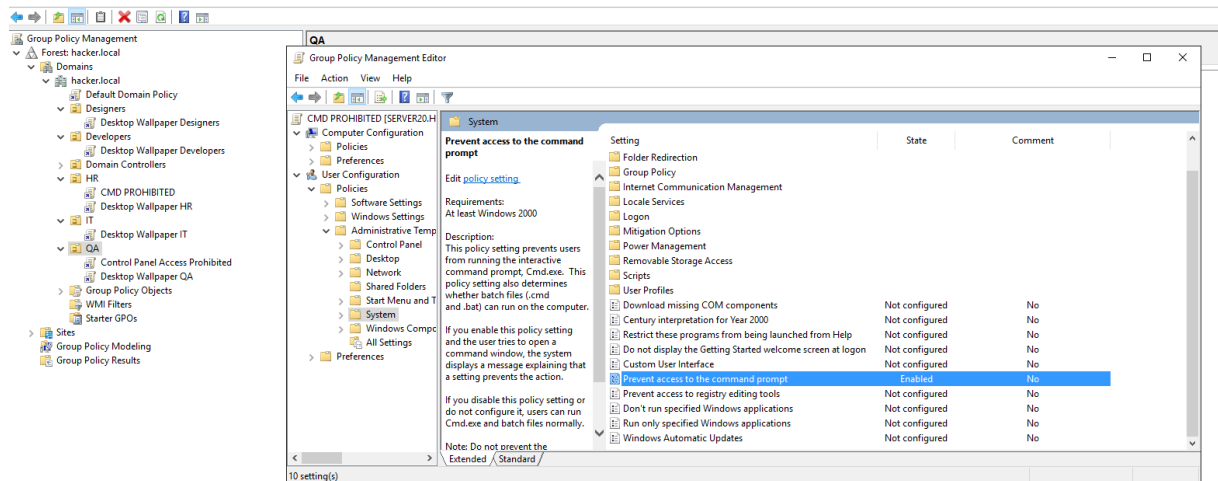 Group Policy Management
Forest: hacker.local
Domains
hacker.local
Default Domain Policy
Designers
Desktop Wallpaper Designers
Developers
Desktop Wallpaper Developers
Domain Controllers
HR
CMD PROHIBITED
Desktop Wallpaper HR
IT
Desktop Wallpaper IT
QA
Control Panel Access Prohibited
Desktop Wallpaper QA
Group Policy Objects
WMI Filters
Starter GPOs
Sites
Group Policy Modeling
Group Policy Results
QA
Group Policy Management Editor
File Action View Help
CMD PROHIBITED [SERVER20.H
Computer Configuration
Policies
Preferences
User Configuration
Policies
Software Settings
Windows Settings
Administrative Temp
Control Panel
Desktop
Network
Shared Folders
Start Menu and T
System
Windows Compo
All Settings
Preferences
System
Prevent access to the command
prompt
Edit policy setting
Requirements:
At least Windows 2000
Description:
This policy setting prevents users
from running the interactive
command prompt, Cmd.exe. This
policy setting also determines
whether batch files (.cmd
and .bat) can run on the computer.
If you enable this policy setting
and the user tries to open a
command window, the system
displays a message explaining that
a setting prevents the action.
If you disable this policy setting or
do not configure it, users can run
Cmd.exe and batch files normally.
Note: Do not prevent the
Setting State Comment
Folder Redirection
Group Policy
Internet Communication Management
Locale Services
Logon
Mitigation Options
Power Management
Removable Storage Access
Scripts
User Profiles
Download missing COM components Not configured No
Century interpretation for Year 2000 Not configured No
Restrict these programs from being launched from Help Not configured No
Do not display the Getting Started welcome screen at logon Not configured No
Custom User Interface Not configured No
Prevent access to the command prompt Enabled No
Prevent access to registry editing tools Not configured No
Don't run specified Windows applications Not configured No
Run only specified Windows applications Not configured No
Windows Automatic Updates Not configured No
Extended Standard
10 setting(s)